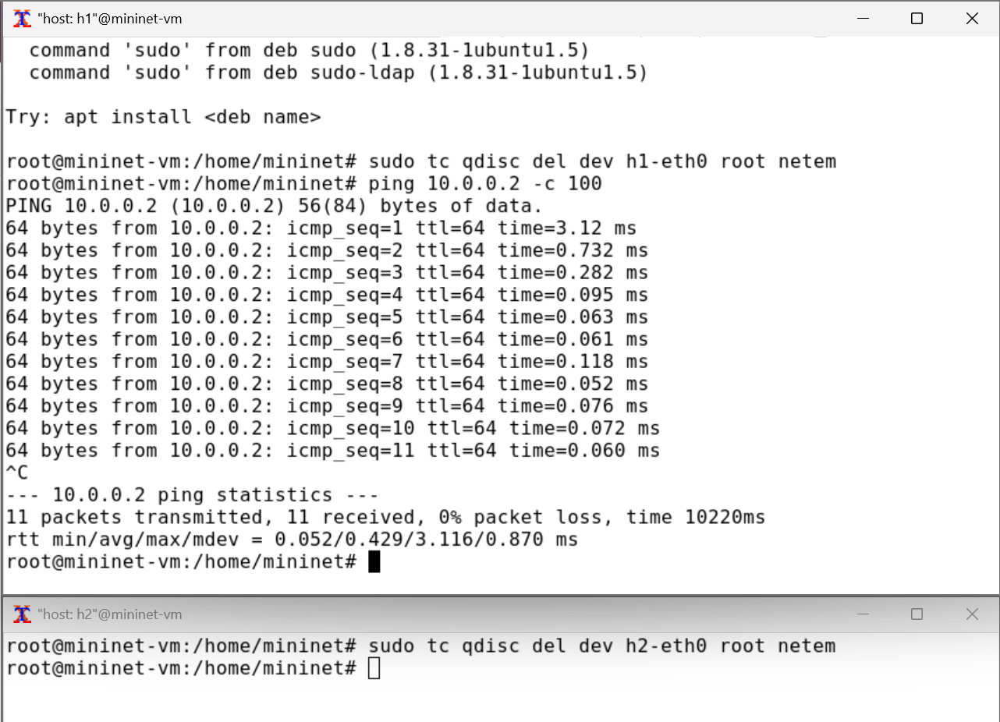 "host: h1"@mininet-vm
command 'sudo' from deb sudo (1.8.31-1ubuntu1.5)
command 'sudo' from deb sudo-ldap (1.8.31-1ubuntu1.5)
Try: apt install <deb name>
root@mininet-vm:/home/mininet# sudo tc qdisc del dev h1-eth0 root netem
root@mininet-vm:/home/mininet# ping 10.0.0.2 -c 100
PING 10.0.0.2 (10.0.0.2) 56(84) bytes of data.
64 bytes from 10.0.0.2: icmp_seq=1 ttl=64 time=3.12 ms
64 bytes from 10.0.0.2: icmp_seq=2 ttl=64 time=0.732 ms
64 bytes from 10.0.0.2: icmp_seq=3 ttl=64 time=0.282 ms
64 bytes from 10.0.0.2: icmp_seq=4 ttl=64 time=0.095 ms
64 bytes from 10.0.0.2: icmp_seq=5 ttl=64 time=0.063 ms
64 bytes from 10.0.0.2: icmp_seq=6 ttl=64 time=0.061 ms
64 bytes from 10.0.0.2: icmp_seq=7 ttl=64 time=0.118 ms
64 bytes from 10.0.0.2: icmp_seq=8 ttl=64 time=0.052 ms
64 bytes from 10.0.0.2: icmp_seq=9 ttl=64 time=0.076 ms
64 bytes from 10.0.0.2: icmp_seq=10 ttl=64 time=0.072 ms
64 bytes from 10.0.0.2: icmp_seq=11 ttl=64 time=0.060 ms
^C
--- 10.0.0.2 ping statistics ---
11 packets transmitted, 11 received, 0% packet loss, time 10220ms
rtt min/avg/max/mdev = 0.052/0.429/3.116/0.870 ms
root@mininet-vm:/home/mininet#
"host: h2"@mininet-vm
root@mininet-vm:/home/mininet# sudo tc qdisc del dev h2-eth0 root netem
root@mininet-vm:/home/mininet#